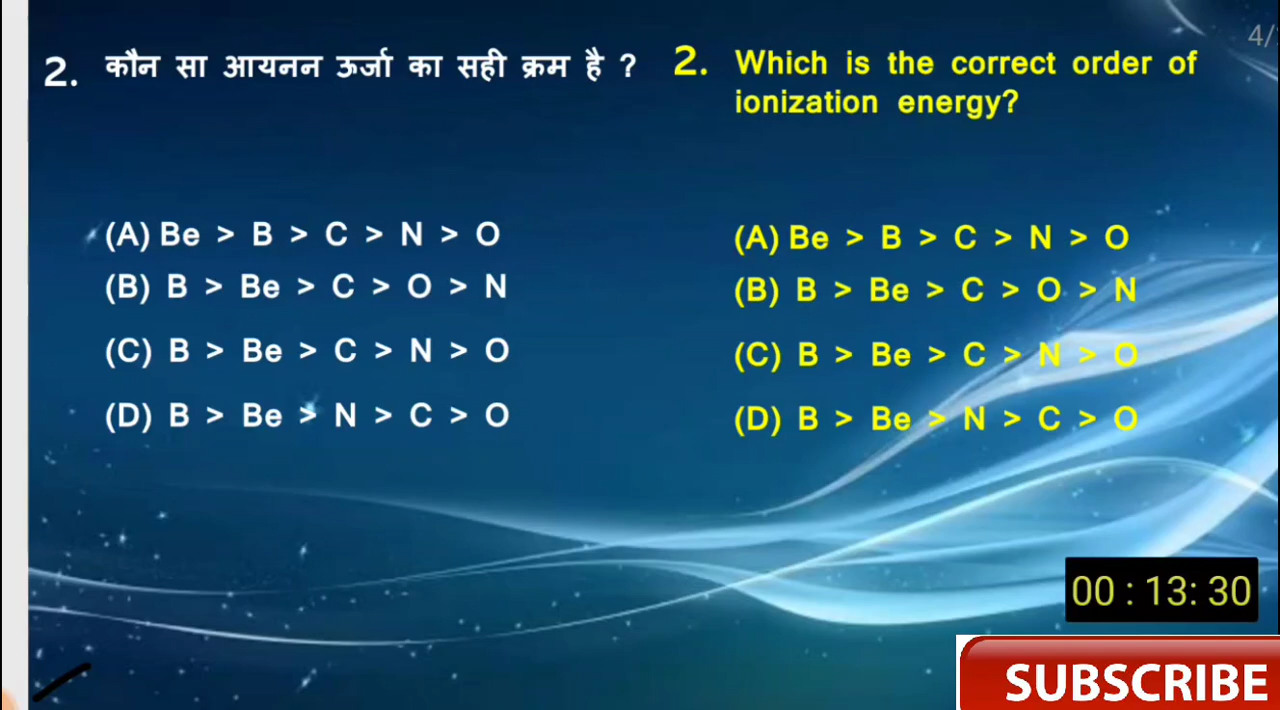 2. कौन सा आयनन ऊर्जा का सही क्रम है ?
(A) Be > B > C > N > O
(B) B > Be > C > O > N
(C) B > Be > C > N > O
(D) B > Be > N > C > O
2. Which is the correct order of
ionization energy?
(A) Be > B > C > N > O
(B) B > Be > C > O > N
(C) B > Be > C > N > O
(D) B > Be > N > C > O
4/
00 : 13: 30
SUBSCRIBE